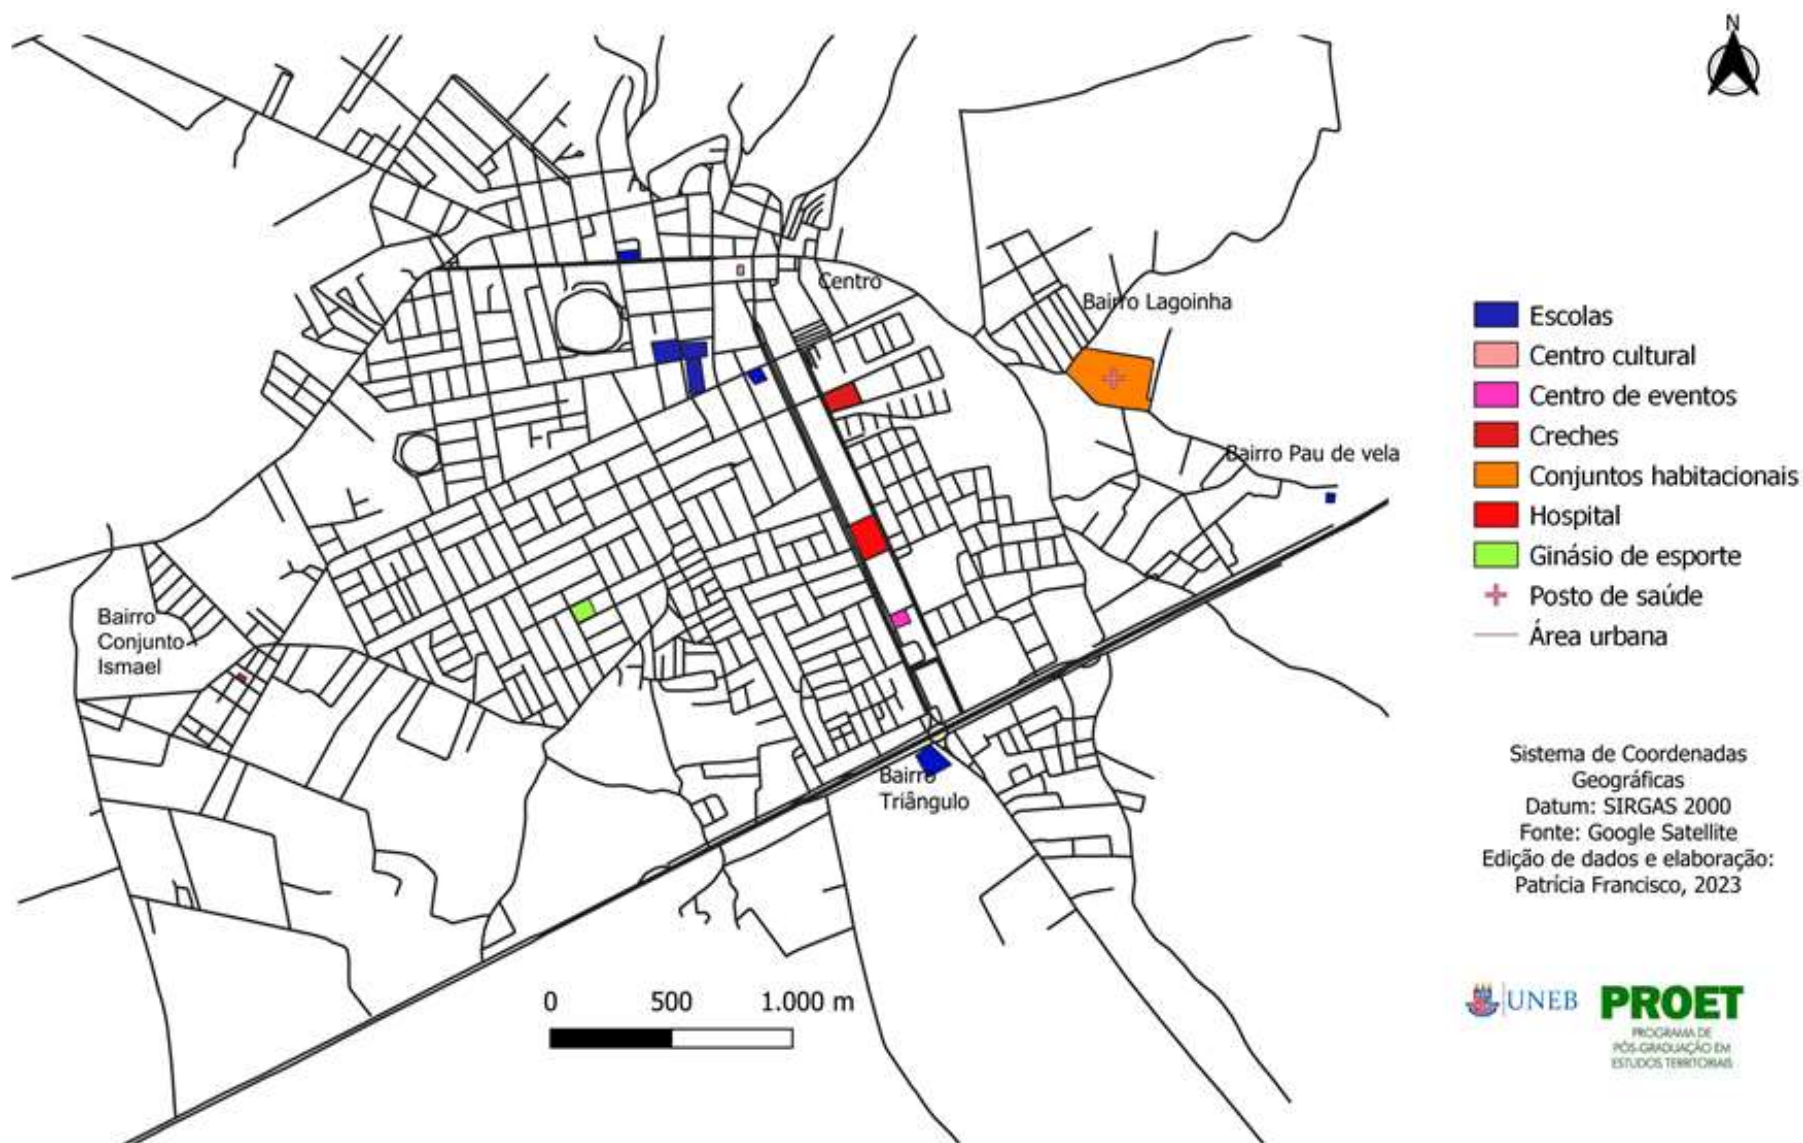 N
Centro
Bairro Lagoinha
Bairro Pau de vela
Bairro
Conjunto
Ismael
Bairro
Triângulo
0 500 1.000 m
Escolas
Centro cultural
Centro de eventos
Creches
Conjuntos habitacionais
Hospital
Ginásio de esporte
Posto de saúde
Área urbana
Sistema de Coordenadas
Geográficas
Datum: SIRGAS 2000
Fonte: Google Satellite
Edição de dados e elaboração:
Patrícia Francisco, 2023
UNEB
PROET
PROGRAMA DE
PÓS-GRADUAÇÃO EM
ESTUDOS TERRITORIAIS